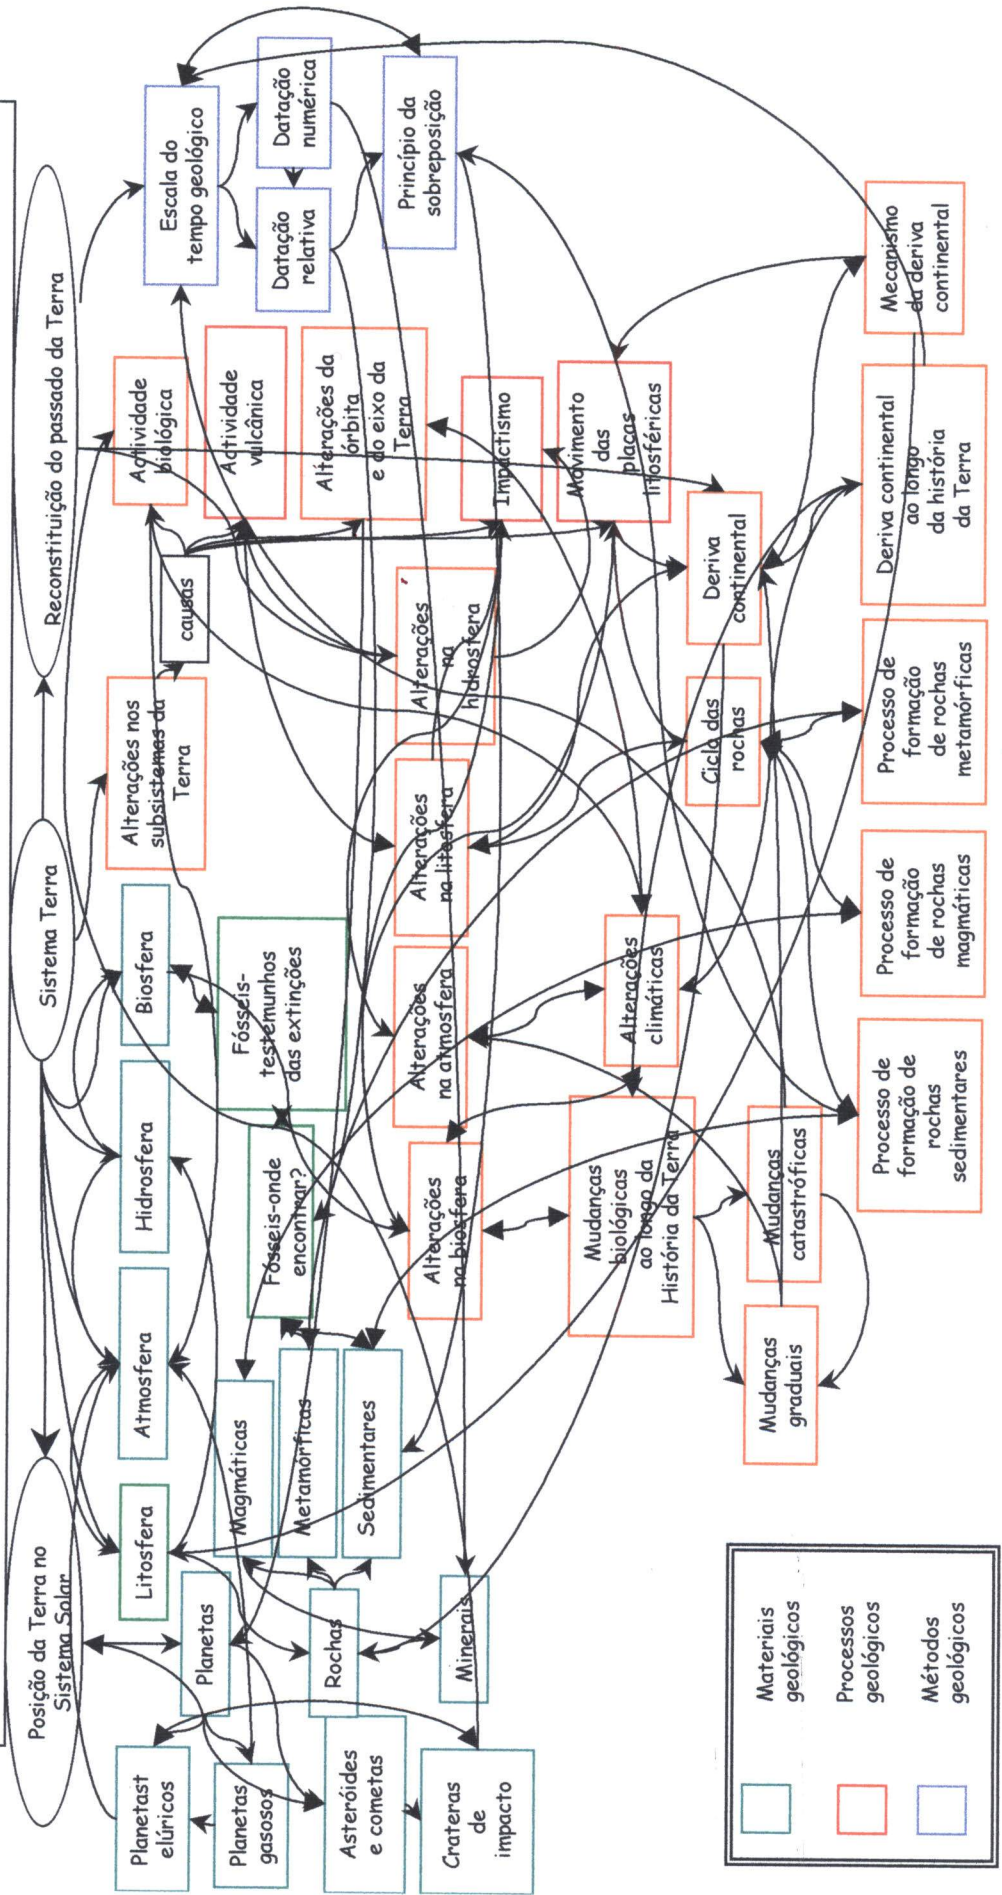 Posição da Terra no
Sistema Solar
Sistema Terra
Reconstituição do passado da Terra
Planetast
elúricos
Planetas
gasosos
Asteróides
e cometas
Crateras
de
impacto
Planetas
Rochas
Minerais
Litosfera
Atmosfera
Hidrosfera
Biosfera
Magmáticas
Metamórficas
Sedimentares
Fósseis-onde
encontrar?
Fósseis-
testemunhos
das extinções
Alterações nos
subsistemas da
Terra
causas
Actividade
biológica
Actividade
vulcânica
Alterações da
órbita
e do eixo da
Terra
Impactismo
Movimento
das
placas
litosféricas
Escala do
tempo geológico
Datação
relativa
Datação
numérica
Princípio da
sobreposição
Alterações
na biosfera
Alterações
na atmosfera
Alterações
na litosfera
Alterações
na
hidrosfera
Mudanças
biológicas
ao longo da
História da Terra
Alterações
climáticas
Ciclo das
rochas
Deriva
continental
Mudanças
graduais
Mudanças
catastróficas
Processo de
formação de
rochas
sedimentares
Processo de
formação
de rochas
magmáticas
Processo de
formação
de rochas
metamórficas
Deriva continental
ao longo
da história
da Terra
Mecanismo
da deriva
continental
Materiais
geológicos
Processos
geológicos
Métodos
geológicos